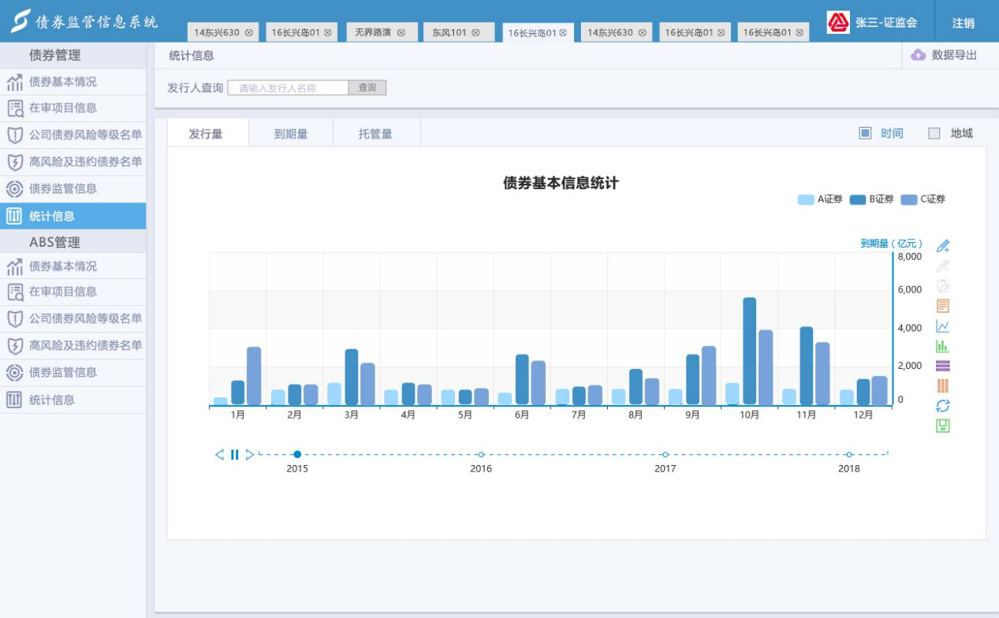 债券监管信息系统
14东兴630 16长兴岛01 无界路演 东风101 16长兴岛01 14东兴630 16长兴岛01 16长兴岛01
张三-证监会 注销
债券管理
债券基本情况
在审项目信息
公司债券风险等级名单
高风险及违约债券名单
债券监管信息
统计信息
ABS管理
债券基本情况
在审项目信息
公司债券风险等级名单
高风险及违约债券名单
债券监管信息
统计信息
统计信息
数据导出
发行人查询 请输入发行人名称 查询
发行量 到期量 托管量
时间 地域
债券基本信息统计
A证券 B证券 C证券
到期量（亿元）
8,000
6,000
4,000
2,000
0
1月 2月 3月 4月 5月 6月 7月 8月 9月 10月 11月 12月
2015 2016 2017 2018